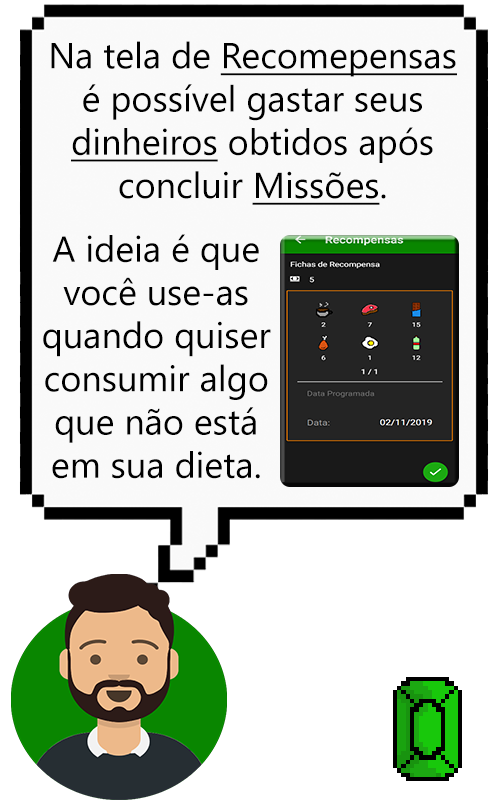 Na tela de Recomepensas
é possível gastar seus
dinheiros obtidos após
concluir Missões.
A ideia é que
você use-as
quando quiser
consumir algo
que não está
em sua dieta.
Recompensas
Fichas de Recompensa
5
2 7 15
6 1 12
1 / 1
Data Programada
Data: 02/11/2019